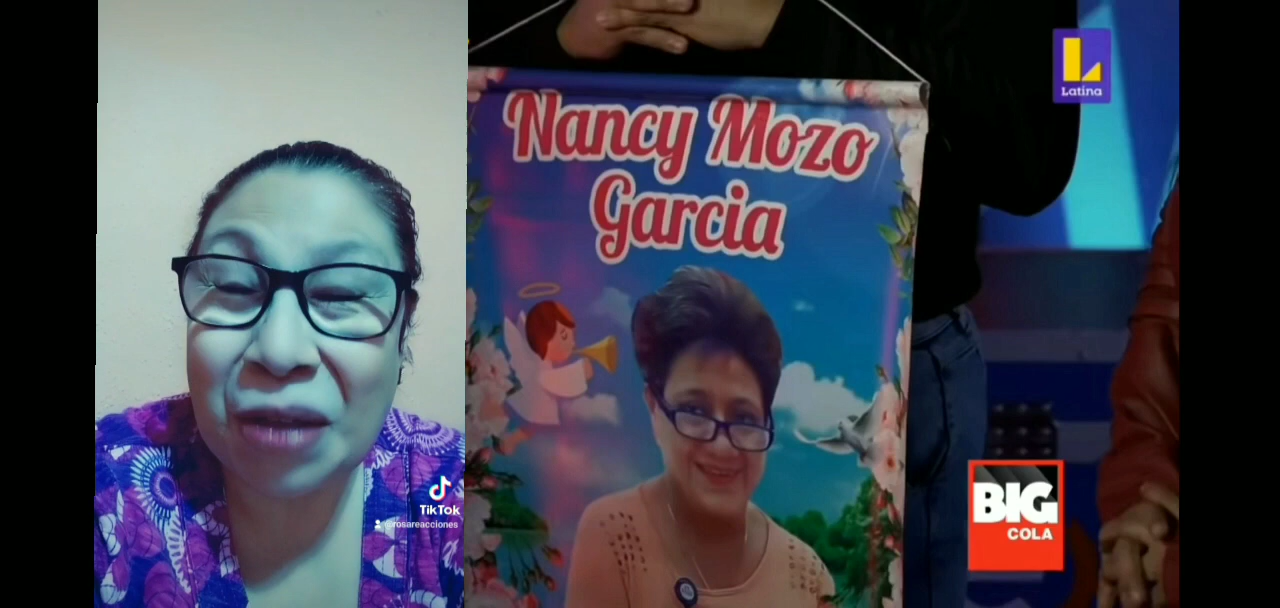 Nancy Mozo
Garcia
Latina
BIG
COLA
TikTok
@rosareacciones